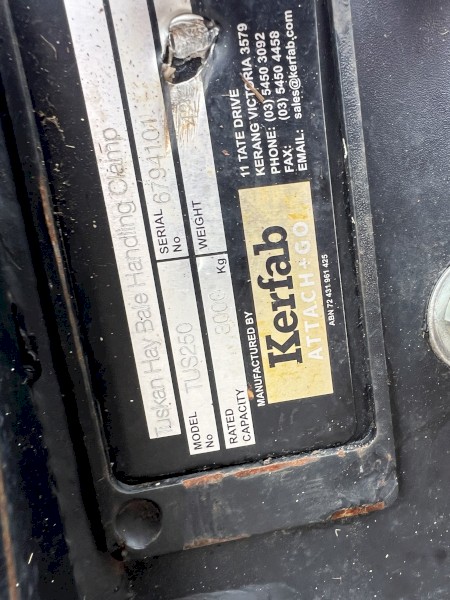 Tuskan Hay Bale Handling Clamp
MODEL No TUS250 SERIAL No 6794101
RATED CAPACITY Kg WEIGHT
MANUFACTURED BY
Kerfab
ATTACH+GO
ABN 72 431 961 425
11 TATE DRIVE
KERANG VICTORIA 3579
PHONE: (03) 5450 3092
FAX: (03) 5450 4458
EMAIL: sales@kerfab.com